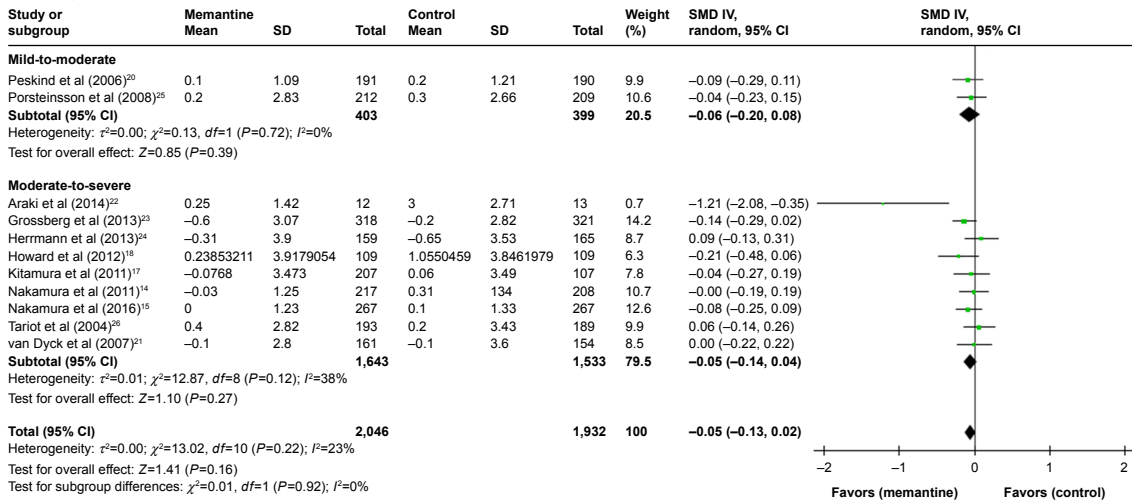 Study or Memantine Control Weight SMD IV, SMD IV,
subgroup Mean SD Total Mean SD Total (%) random, 95% CI random, 95% CI
Mild-to-moderate
Peskind et al (2006)²⁰ 0.1 1.09 191 0.2 1.21 190 9.9 –0.09 (–0.29, 0.11)
Porsteinsson et al (2008)²⁵ 0.2 2.83 212 0.3 2.66 209 10.6 –0.04 (–0.23, 0.15)
Subtotal (95% CI) 403 399 20.5 –0.06 (–0.20, 0.08)
Heterogeneity: τ²=0.00; χ²=0.13, df=1 (P=0.72); I²=0%
Test for overall effect: Z=0.85 (P=0.39)
Moderate-to-severe
Araki et al (2014)²² 0.25 1.42 12 3 2.71 13 0.7 –1.21 (–2.08, –0.35)
Grossberg et al (2013)²³ –0.6 3.07 318 –0.2 2.82 321 14.2 –0.14 (–0.29, 0.02)
Herrmann et al (2013)²⁴ –0.31 3.9 159 –0.65 3.53 165 8.7 0.09 (–0.13, 0.31)
Howard et al (2012)¹⁸ 0.23853211 3.9179054 109 1.0550459 3.8461979 109 6.3 –0.21 (–0.48, 0.06)
Kitamura et al (2011)¹⁷ –0.0768 3.473 207 0.06 3.49 107 7.8 –0.04 (–0.27, 0.19)
Nakamura et al (2011)¹⁴ –0.03 1.25 217 0.31 134 208 10.7 –0.00 (–0.19, 0.19)
Nakamura et al (2016)¹⁵ 0 1.23 267 0.1 1.33 267 12.6 –0.08 (–0.25, 0.09)
Tariot et al (2004)²⁶ 0.4 2.82 193 0.2 3.43 189 9.9 0.06 (–0.14, 0.26)
van Dyck et al (2007)²¹ –0.1 2.8 161 –0.1 3.6 154 8.5 0.00 (–0.22, 0.22)
Subtotal (95% CI) 1,643 1,533 79.5 –0.05 (–0.14, 0.04)
Heterogeneity: τ²=0.01; χ²=12.87, df=8 (P=0.12); I²=38%
Test for overall effect: Z=1.10 (P=0.27)
Total (95% CI) 2,046 1,932 100 –0.05 (–0.13, 0.02)
Heterogeneity: τ²=0.00; χ²=13.02, df=10 (P=0.22); I²=23%
Test for overall effect: Z=1.41 (P=0.16)
Test for subgroup differences: χ²=0.01, df=1 (P=0.92); I²=0%
–2 –1 0 1 2
Favors (memantine) Favors (control)